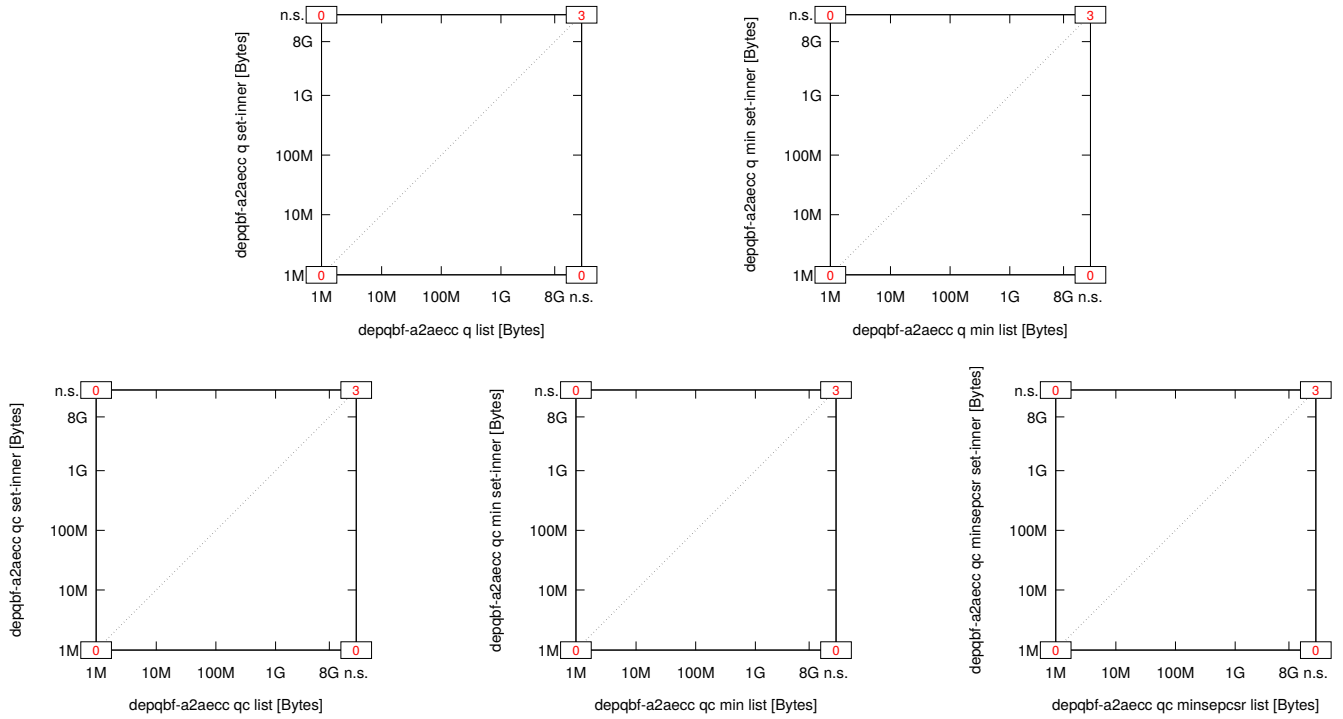 n.s. 0 3
8G
1G
100M
10M
1M 0 0
1M 10M 100M 1G 8G n.s.
depqbf-a2aecc q set-inner [Bytes]
depqbf-a2aecc q list [Bytes]
n.s. 0 3
8G
1G
100M
10M
1M 0 0
1M 10M 100M 1G 8G n.s.
depqbf-a2aecc q min set-inner [Bytes]
depqbf-a2aecc q min list [Bytes]
n.s. 0 3
8G
1G
100M
10M
1M 0 0
1M 10M 100M 1G 8G n.s.
depqbf-a2aecc qc set-inner [Bytes]
depqbf-a2aecc qc list [Bytes]
n.s. 0 3
8G
1G
100M
10M
1M 0 0
1M 10M 100M 1G 8G n.s.
depqbf-a2aecc qc min set-inner [Bytes]
depqbf-a2aecc qc min list [Bytes]
n.s. 0 3
8G
1G
100M
10M
1M 0 0
1M 10M 100M 1G 8G n.s.
depqbf-a2aecc qc minsepcsr set-inner [Bytes]
depqbf-a2aecc qc minsepcsr list [Bytes]